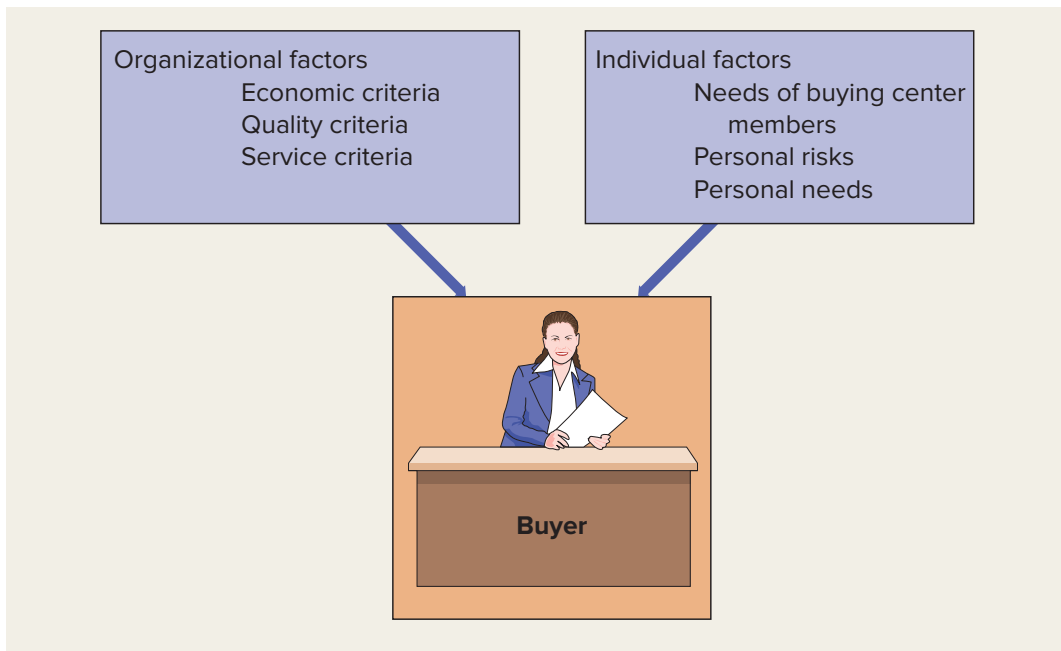 Organizational factors
Economic criteria
Quality criteria
Service criteria
Individual factors
Needs of buying center
members
Personal risks
Personal needs
Buyer